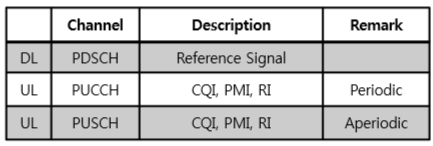 Channel Description Remark
DL PDSCH Reference Signal
UL PUCCH CQI, PMI, RI Periodic
UL PUSCH CQI, PMI, RI Aperiodic